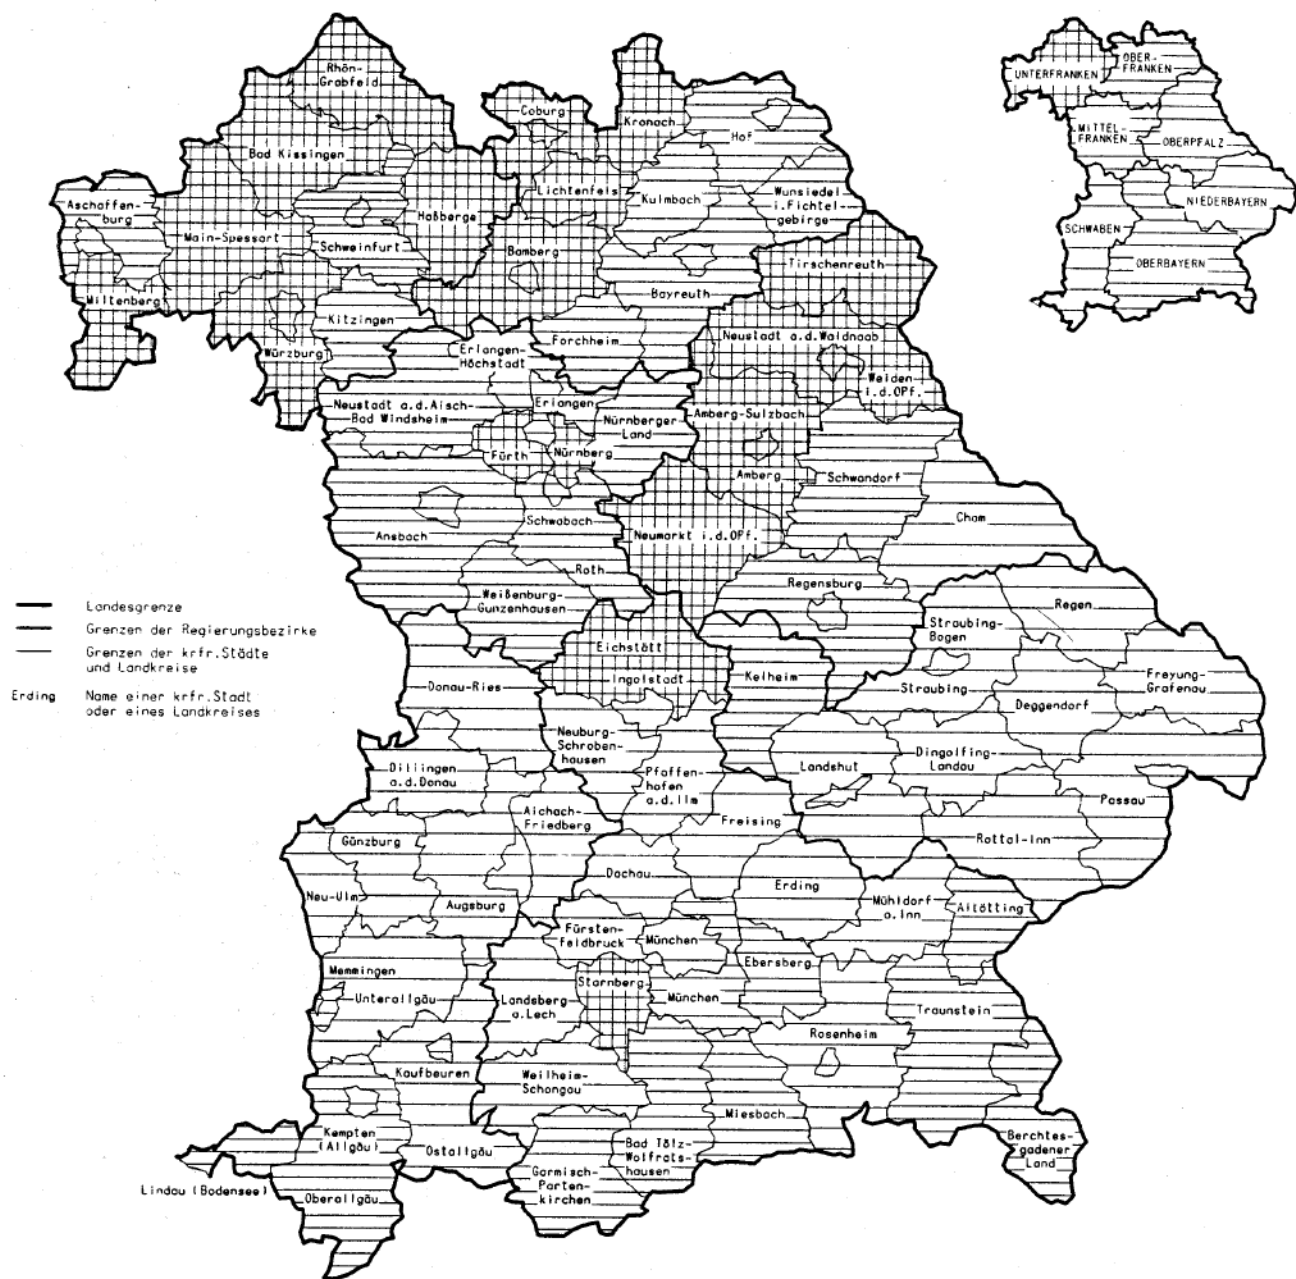 Rhön-
Grabfeld
Coburg
Kronach
Hof
Bad Kissingen
Lichtenfels
Kulmbach
Wunsiedel
i.Fichtel-
gebirge
Aschaffen-
burg
Haßberge
Main-Spessart
Schweinfurt
Bamberg
Tirschenreuth
Bayreuth
Miltenberg
Kitzingen
Würzburg
Erlangen-
Höchstadt
Forchheim
Neustadt a.d.Waldnaab
Weiden
i.d.OPf.
Neustadt a.d.Aisch-
Bad Windsheim
Erlangen
Nürnberger
Land
Amberg-Sulzbach
Fürth
Nürnberg
Amberg
Schwandorf
Cham
Ansbach
Schwabach
Neumarkt i.d.OPf.
Roth
Regensburg
Weißenburg-
Gunzenhausen
Regen
Straubing-
Bogen
Eichstätt
Ingolstadt
Kelheim
Straubing
Freyung-
Grafenau
Deggendorf
Donau-Ries
Neuburg-
Schroben-
hausen
Dingolfing-
Landau
Landshut
Dillingen
a.d.Donau
Pfaffen-
hofen
a.d.Ilm
Passau
Aichach-
Friedberg
Freising
Rottal-Inn
Günzburg
Dachau
Erding
Neu-Ulm
Augsburg
Mühldorf
a.Inn
Altötting
Fürsten-
feldbruck
München
Ebersberg
Memmingen
Unterallgäu
Starnberg
München
Landsberg
a.Lech
Traunstein
Rosenheim
Kaufbeuren
Weilheim-
Schongau
Miesbach
Kempten
(Allgäu)
Ostallgäu
Bad Tölz-
Wolfrats-
hausen
Berchtes-
gadener
Land
Garmisch-
Parten-
kirchen
Lindau (Bodensee)
Oberallgäu
UNTERFRANKEN
OBER-
FRANKEN
MITTEL-
FRANKEN
OBERPFALZ
NIEDERBAYERN
SCHWABEN
OBERBAYERN
Landesgrenze
Grenzen der Regierungsbezirke
Grenzen der krfr.Städte
und Landkreise
Erding
Name einer krfr.Stadt
oder eines Landkreises